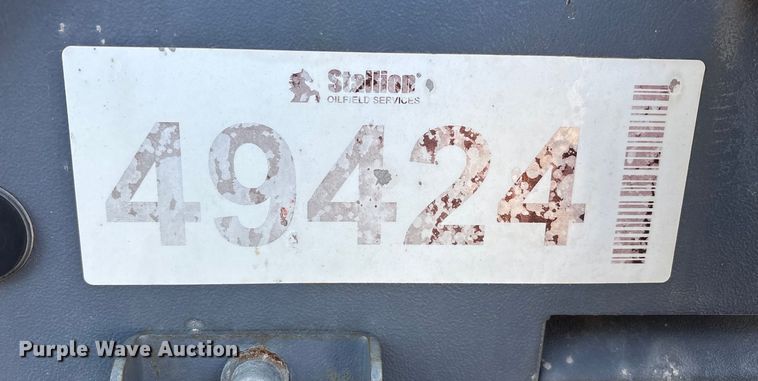 Stallion®
OILFIELD SERVICES
49424
Purple Wave Auction